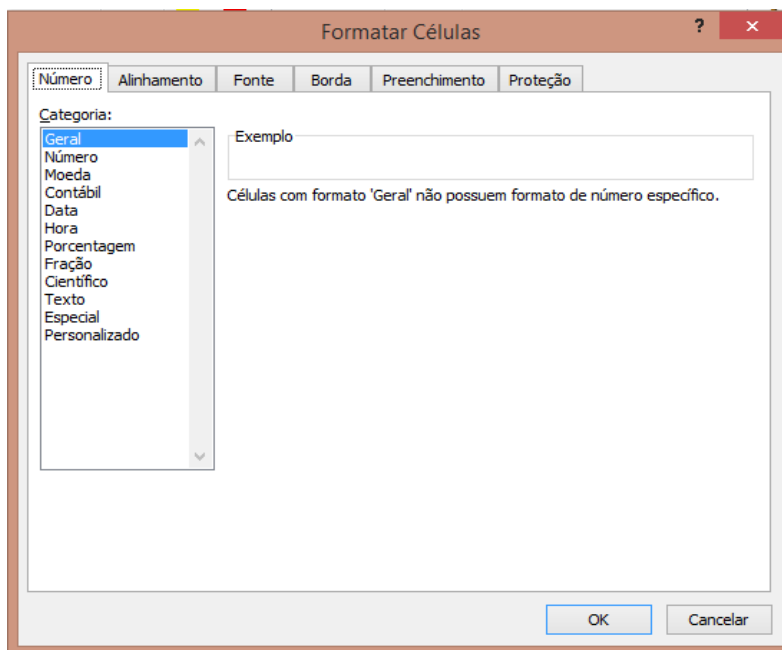 Formatar Células
?
×
Número Alinhamento Fonte Borda Preenchimento Proteção
Categoria:
Geral
Número
Moeda
Contábil
Data
Hora
Porcentagem
Fração
Científico
Texto
Especial
Personalizado
Exemplo
Células com formato 'Geral' não possuem formato de número específico.
OK Cancelar